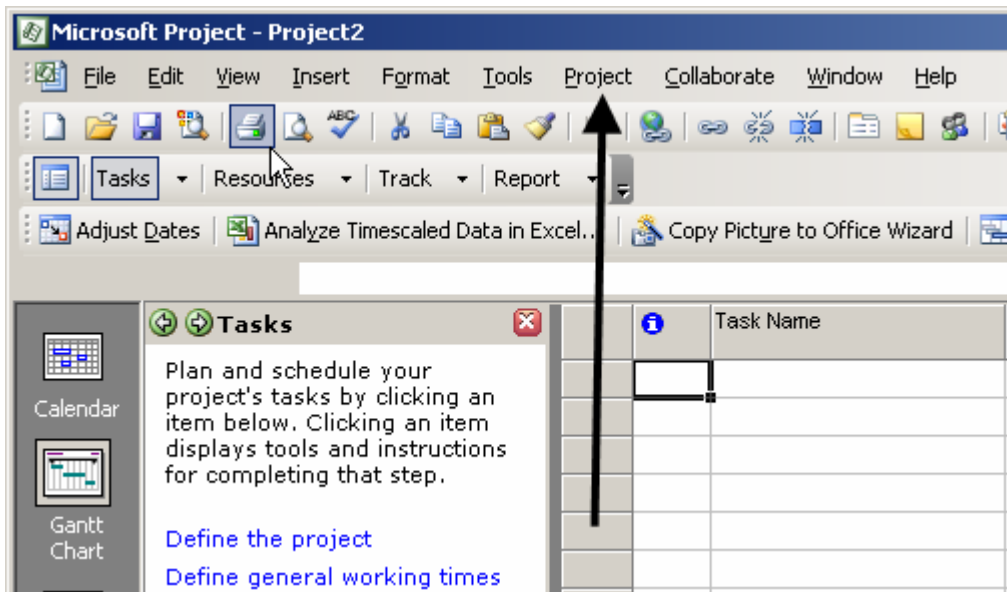 Microsoft Project - Project2
File Edit View Insert Format Tools Project Collaborate Window Help
ABC
Tasks Resources Track Report
Adjust Dates Analyze Timescaled Data in Excel... Copy Picture to Office Wizard
Tasks Task Name
Plan and schedule your
project's tasks by clicking an
item below. Clicking an item
displays tools and instructions
for completing that step.
Define the project
Define general working times
Calendar
Gantt
Chart